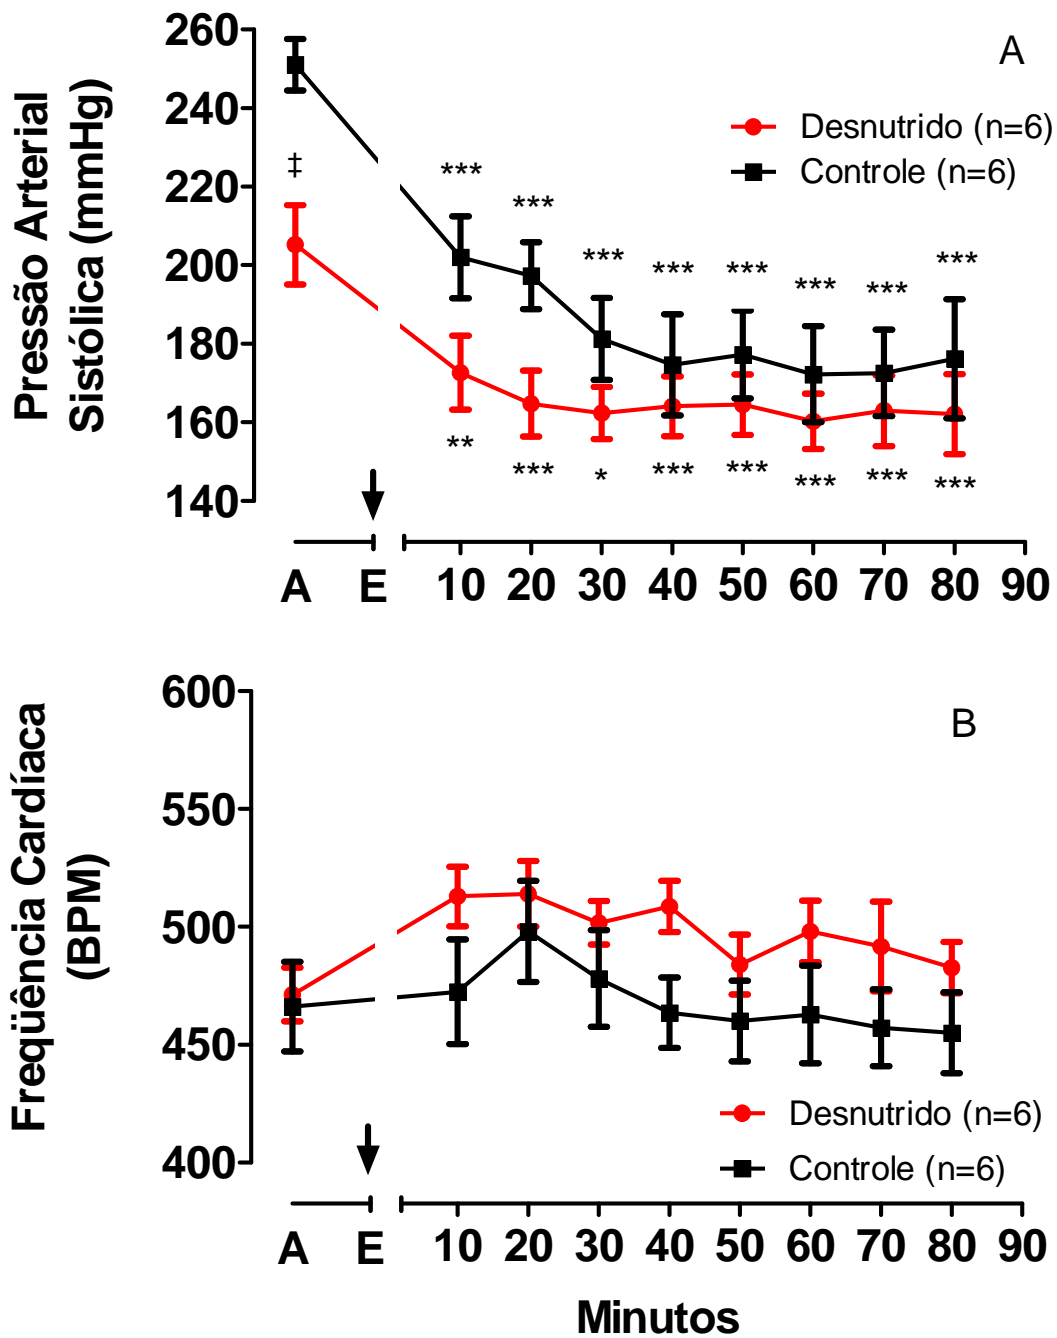 A
Pressão Arterial
Sistólica (mmHg)
260
240
220
200
180
160
140
Desnutrido (n=6)
Controle (n=6)
‡
*** *** *** *** *** *** *** ***
** *** * *** *** *** *** ***
A E 10 20 30 40 50 60 70 80 90
B
Freqüência Cardíaca
(BPM)
600
550
500
450
400
Desnutrido (n=6)
Controle (n=6)
A E 10 20 30 40 50 60 70 80 90
Minutos